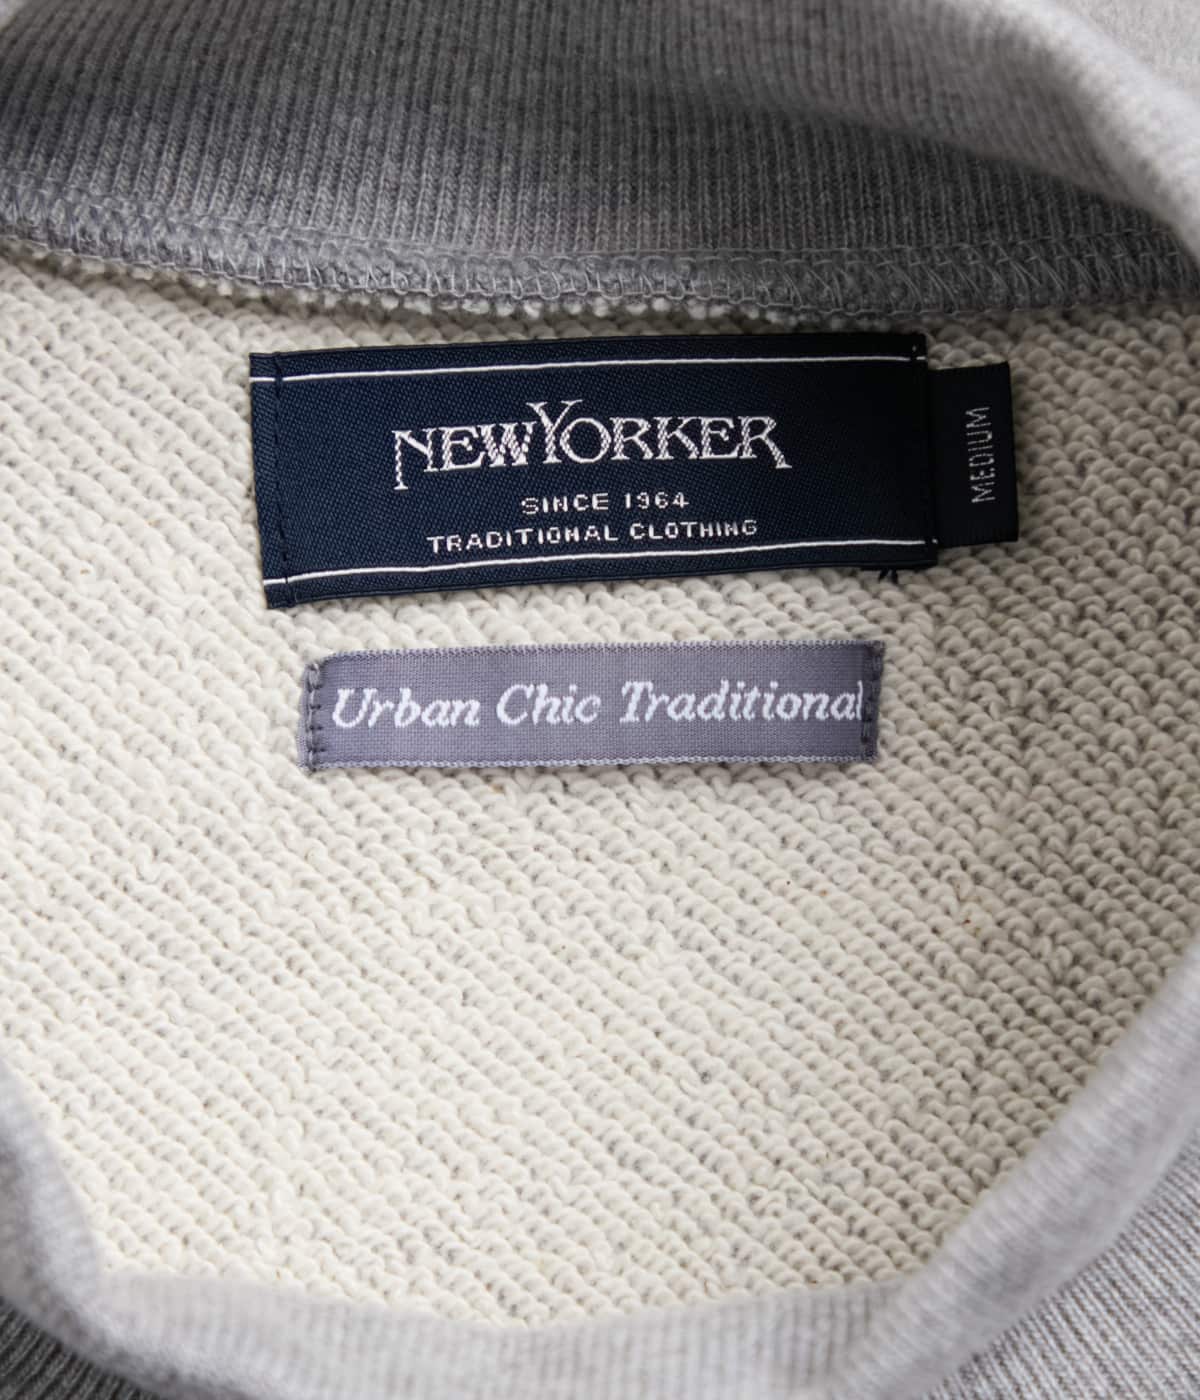 NEWYORKER
SINCE 1964
TRADITIONAL CLOTHING
MEDIUM
Urban Chic Traditional